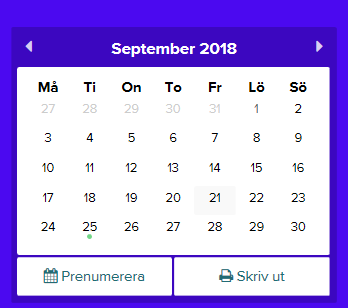 September 2018
Må Ti On To Fr Lö Sö
27 28 29 30 31 1 2
3 4 5 6 7 8 9
10 11 12 13 14 15 16
17 18 19 20 21 22 23
24 25 26 27 28 29 30
Prenumerera Skriv ut